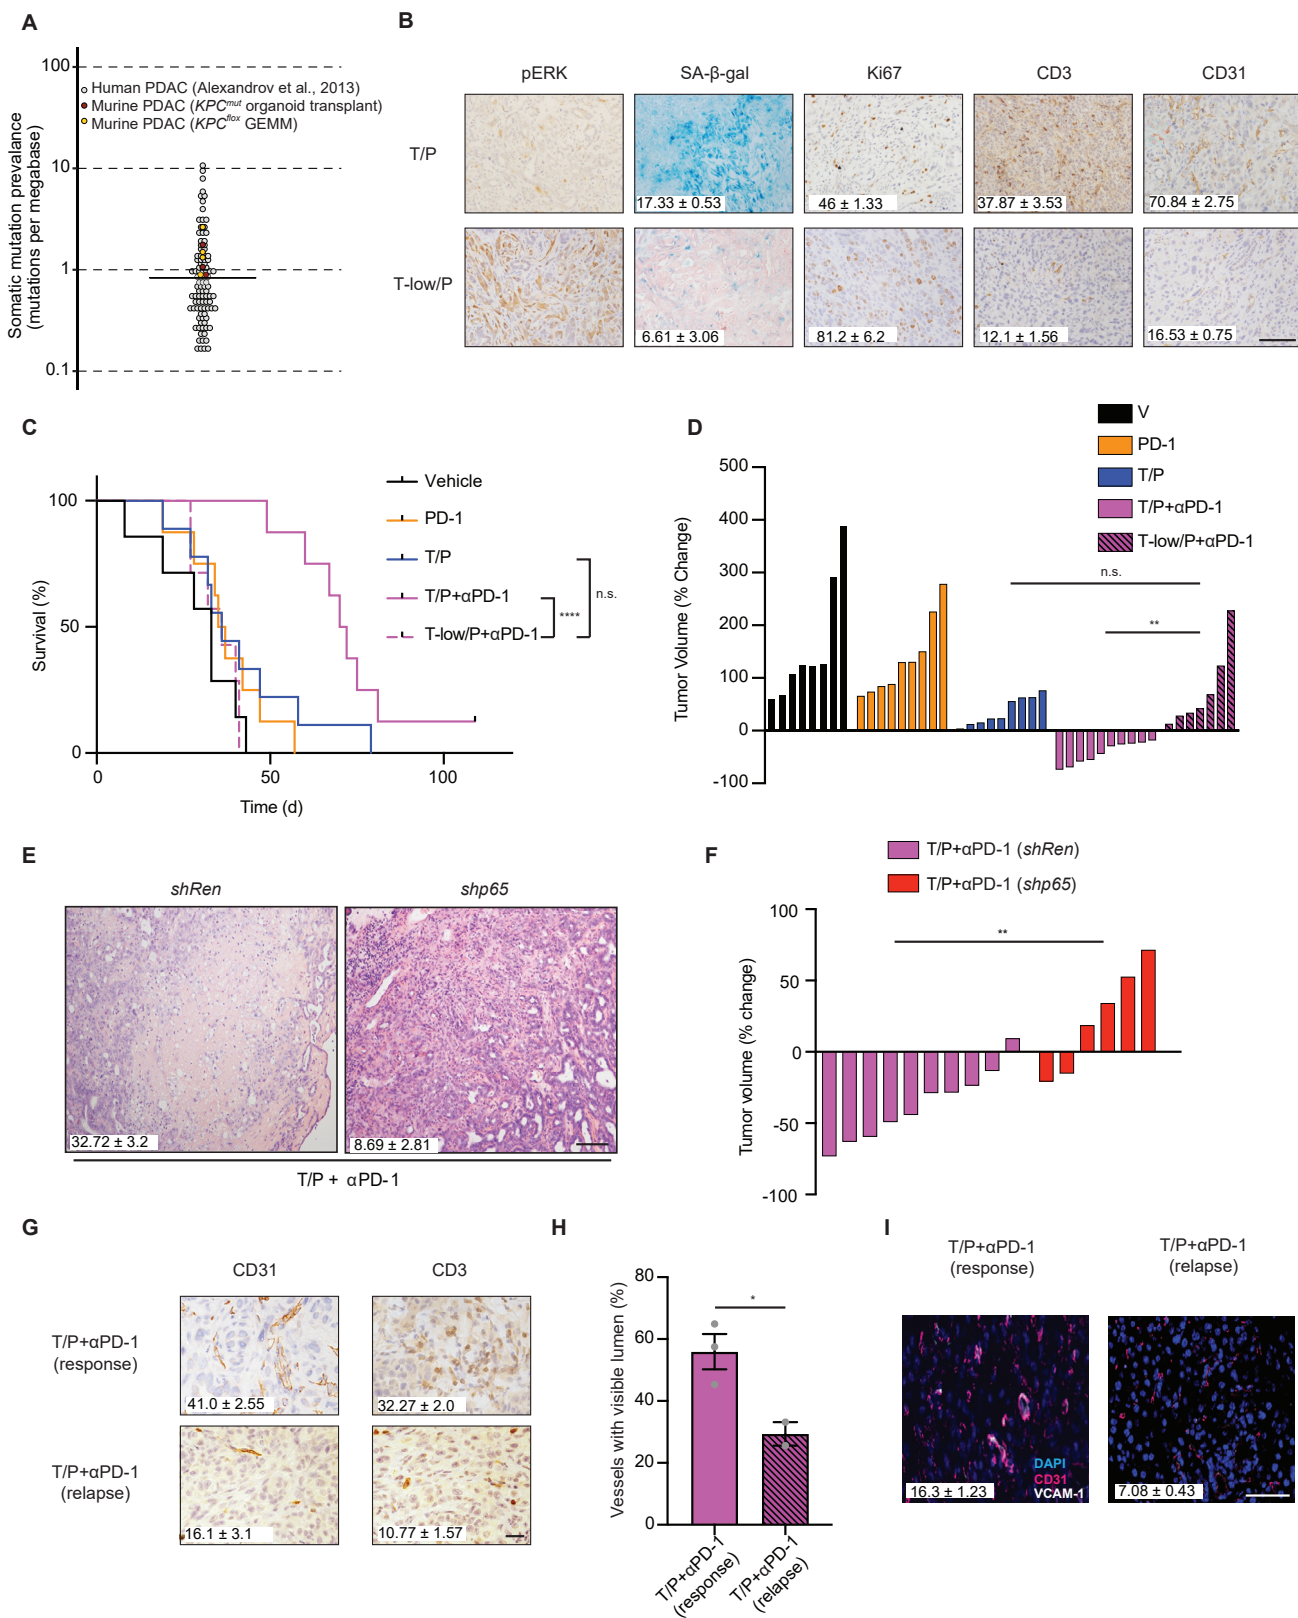 A
100
10
1
0.1
Somatic mutation prevalance
(mutations per megabase)
Human PDAC (Alexandrov et al., 2013)
Murine PDAC (KPCmut organoid transplant)
Murine PDAC (KPCflox GEMM)
B
pERK
SA-β-gal
Ki67
CD3
CD31
T/P
17.33 ± 0.53
46 ± 1.33
37.87 ± 3.53
70.84 ± 2.75
T-low/P
6.61 ± 3.06
81.2 ± 6.2
12.1 ± 1.56
16.53 ± 0.75
C
Survival (%)
100
50
0
0
50
100
Time (d)
Vehicle
PD-1
T/P
T/P+αPD-1
T-low/P+αPD-1
****
n.s.
D
V
PD-1
T/P
T/P+αPD-1
T-low/P+αPD-1
Tumor Volume (% Change)
500
400
300
200
100
0
-100
n.s.
**
E
shRen
shp65
32.72 ± 3.2
8.69 ± 2.81
T/P + αPD-1
F
T/P+αPD-1 (shRen)
T/P+αPD-1 (shp65)
Tumor volume (% change)
100
50
0
-50
-100
**
G
CD31
CD3
T/P+αPD-1
(response)
41.0 ± 2.55
32.27 ± 2.0
T/P+αPD-1
(relapse)
16.1 ± 3.1
10.77 ± 1.57
H
Vessels with visible lumen (%)
80
60
40
20
0
*
T/P+αPD-1
(response)
T/P+αPD-1
(relapse)
I
T/P+αPD-1
(response)
T/P+αPD-1
(relapse)
DAPI
CD31
VCAM-1
16.3 ± 1.23
7.08 ± 0.43